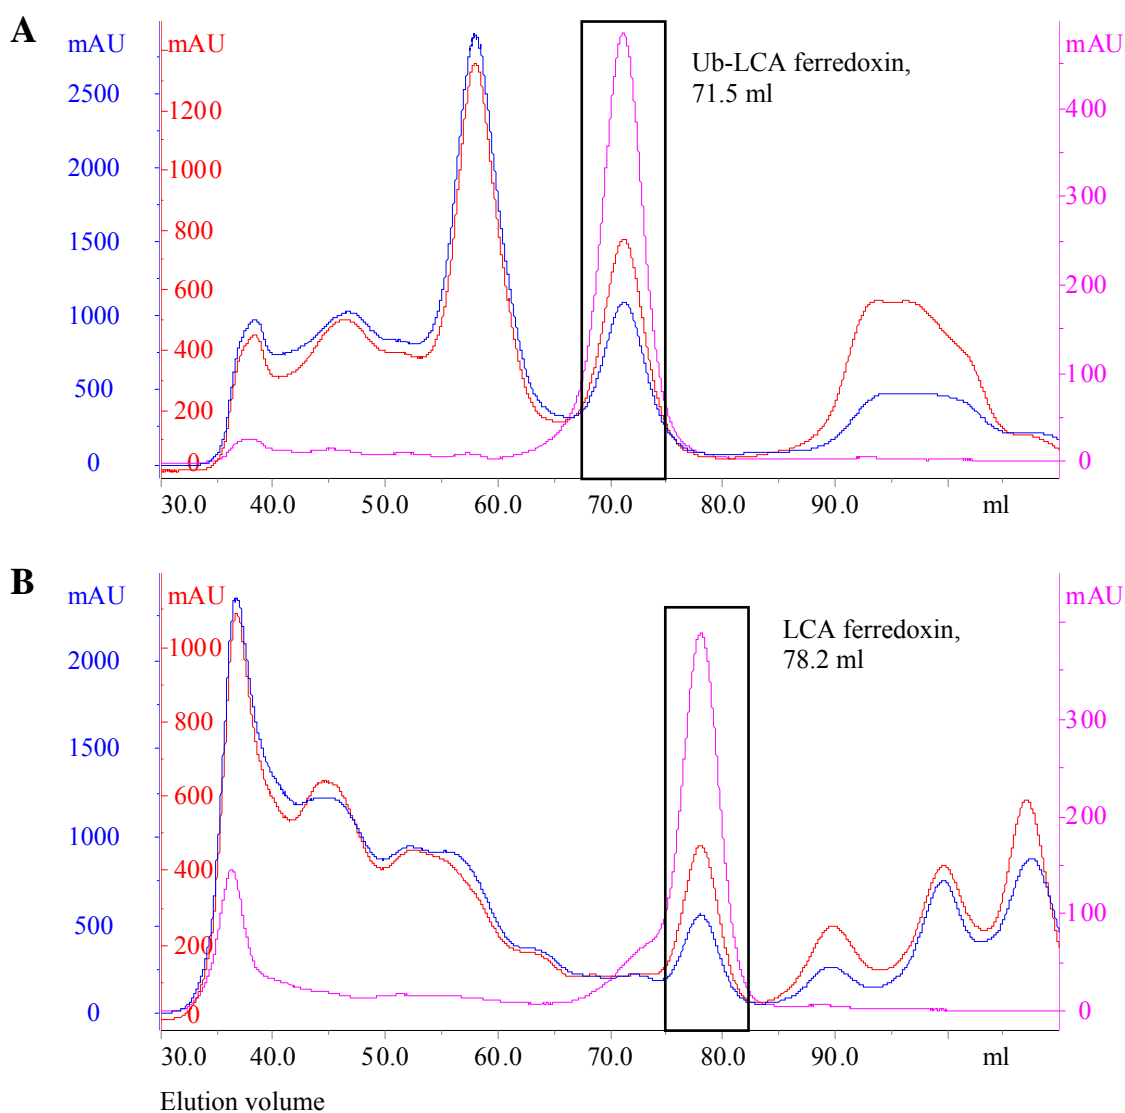 A
mAU mAU mAU
Ub-LCA ferredoxin,
71.5 ml
2500 1200 400
2000 1000 300
1500 800
1000 600 200
500 400 100
200
0 0 0
30.0 40.0 50.0 60.0 70.0 80.0 90.0 ml
B
mAU mAU mAU
LCA ferredoxin,
78.2 ml
2000 1000 300
1500 800
1000 600 200
500 400 100
200
0 0 0
30.0 40.0 50.0 60.0 70.0 80.0 90.0 ml
Elution volume